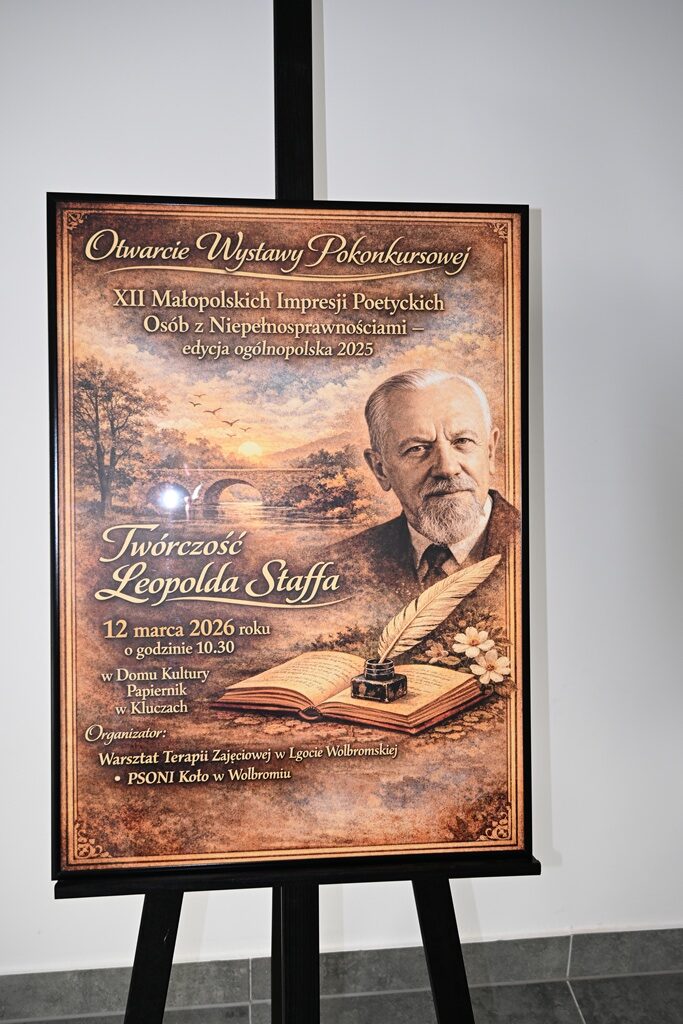 Otwarcie Wystawy Pokonkursowej
XII Małopolskich Impresji Poetyckich
Osób z Niepełnosprawnościami –
edycja ogólnopolska 2025
Twórczość
Leopolda Staffa
12 marca 2026 roku
o godzinie 10.30
w Domu Kultury
Papiernik
w Kluczach
Organizator:
Warsztat Terapii Zajęciowej w Lgocie Wolbromskiej
• PSONI Koło w Wolbromiu